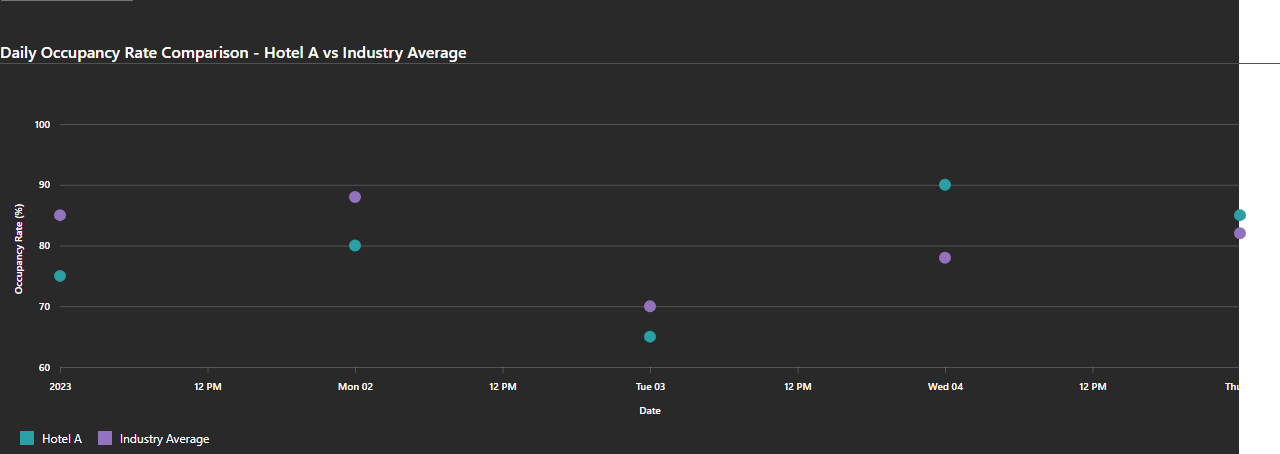 Daily Occupancy Rate Comparison - Hotel A vs Industry Average
100
90
80
70
60
Occupancy Rate (%)
2023 12 PM Mon 02 12 PM Tue 03 12 PM Wed 04 12 PM Thu
Date
Hotel A Industry Average